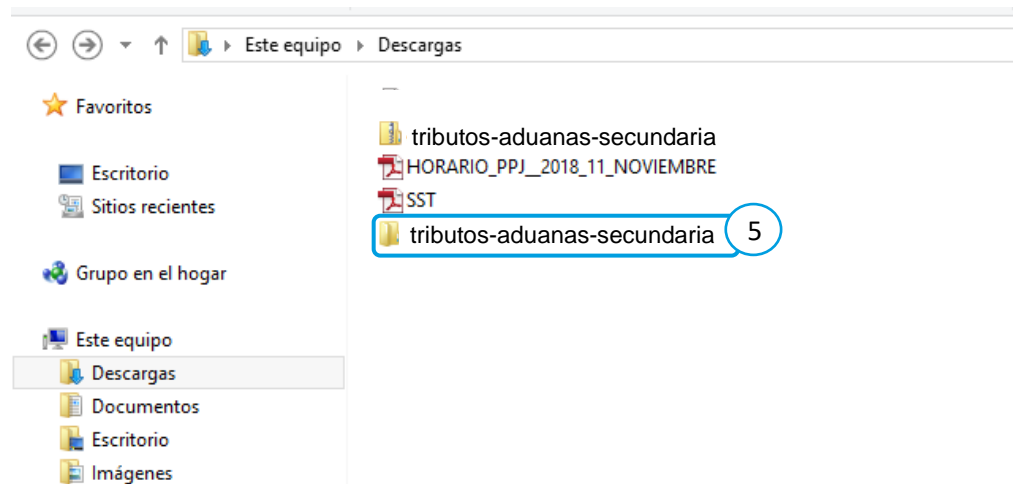 Este equipo Descargas
Favoritos
Escritorio
Sitios recientes
Grupo en el hogar
Este equipo
Descargas
Documentos
Escritorio
Imágenes
tributos-aduanas-secundaria
HORARIO_PPJ__2018_11_NOVIEMBRE
SST
tributos-aduanas-secundaria 5